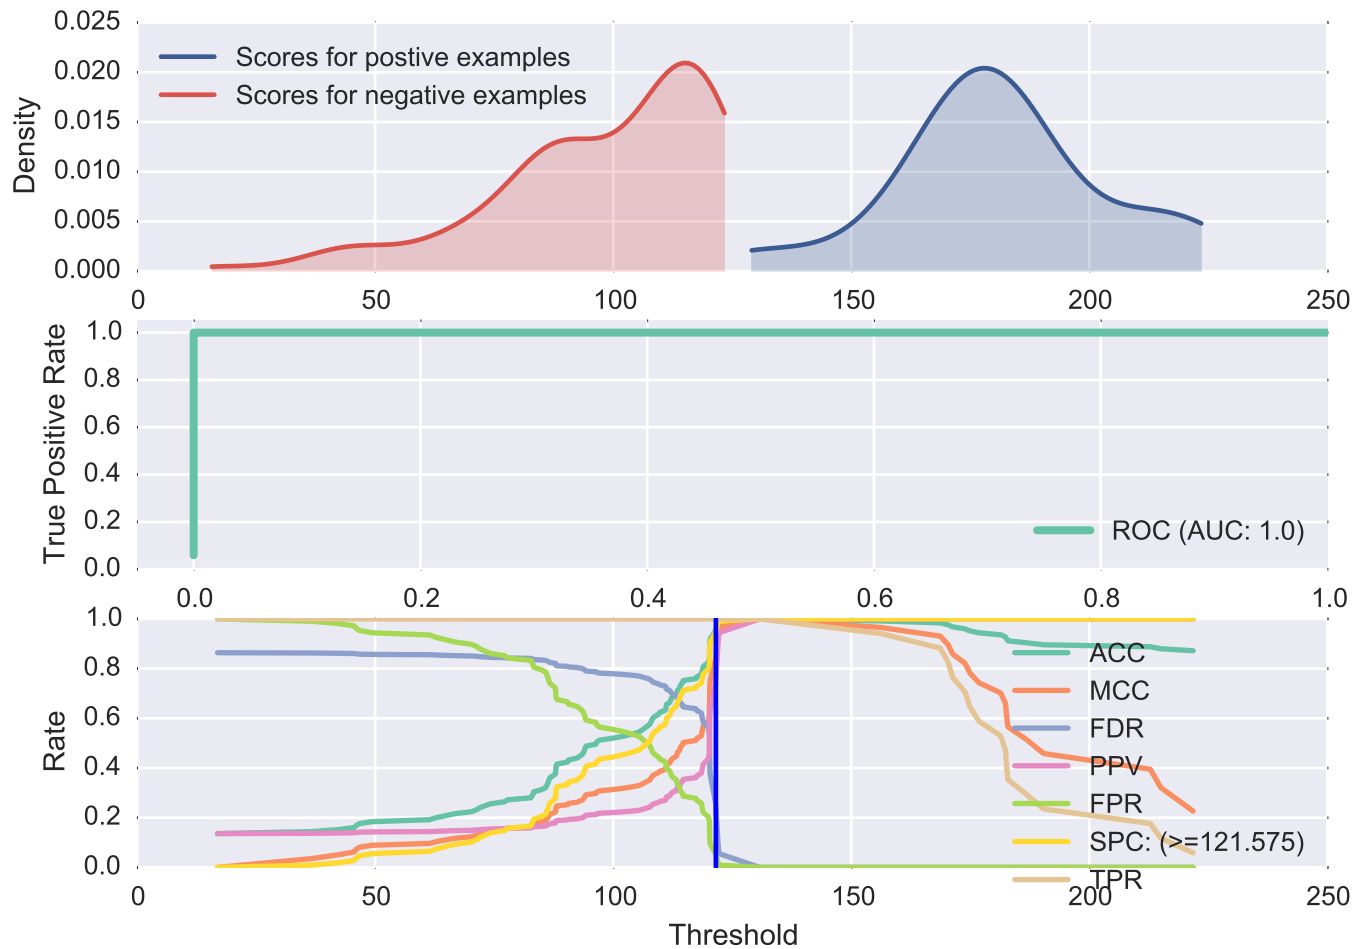 0.025
0.020
0.015
0.010
0.005
0.000
Density
Scores for postive examples
Scores for negative examples
0 50 100 150 200 250
1.0
0.8
0.6
0.4
0.2
0.0
True Positive Rate
ROC (AUC: 1.0)
0.0 0.2 0.4 0.6 0.8 1.0
1.0
0.8
0.6
0.4
0.2
0.0
Rate
ACC
MCC
FDR
PPV
FPR
SPC: (>=121.575)
TPR
0 50 100 150 200 250
Threshold